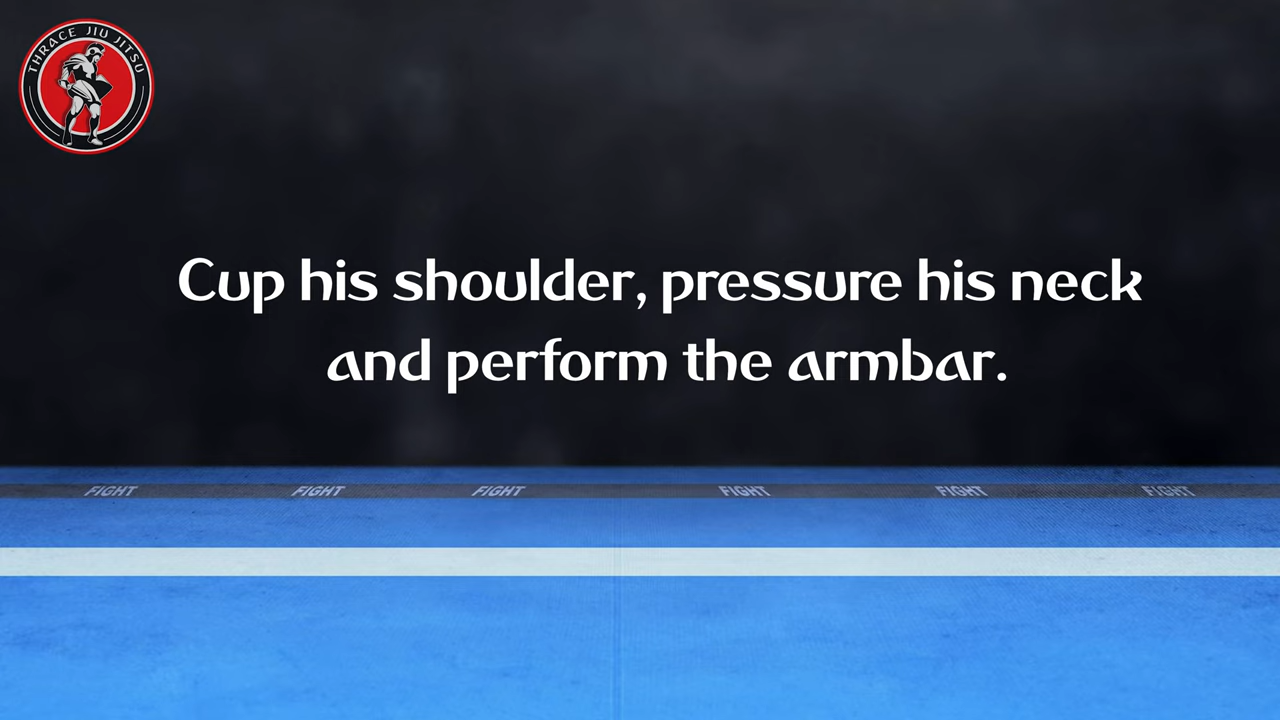 THRACE JIU JITSU
Cup his shoulder, pressure his neck
and perform the armbar.
FIGHT FIGHT FIGHT FIGHT FIGHT FIGHT